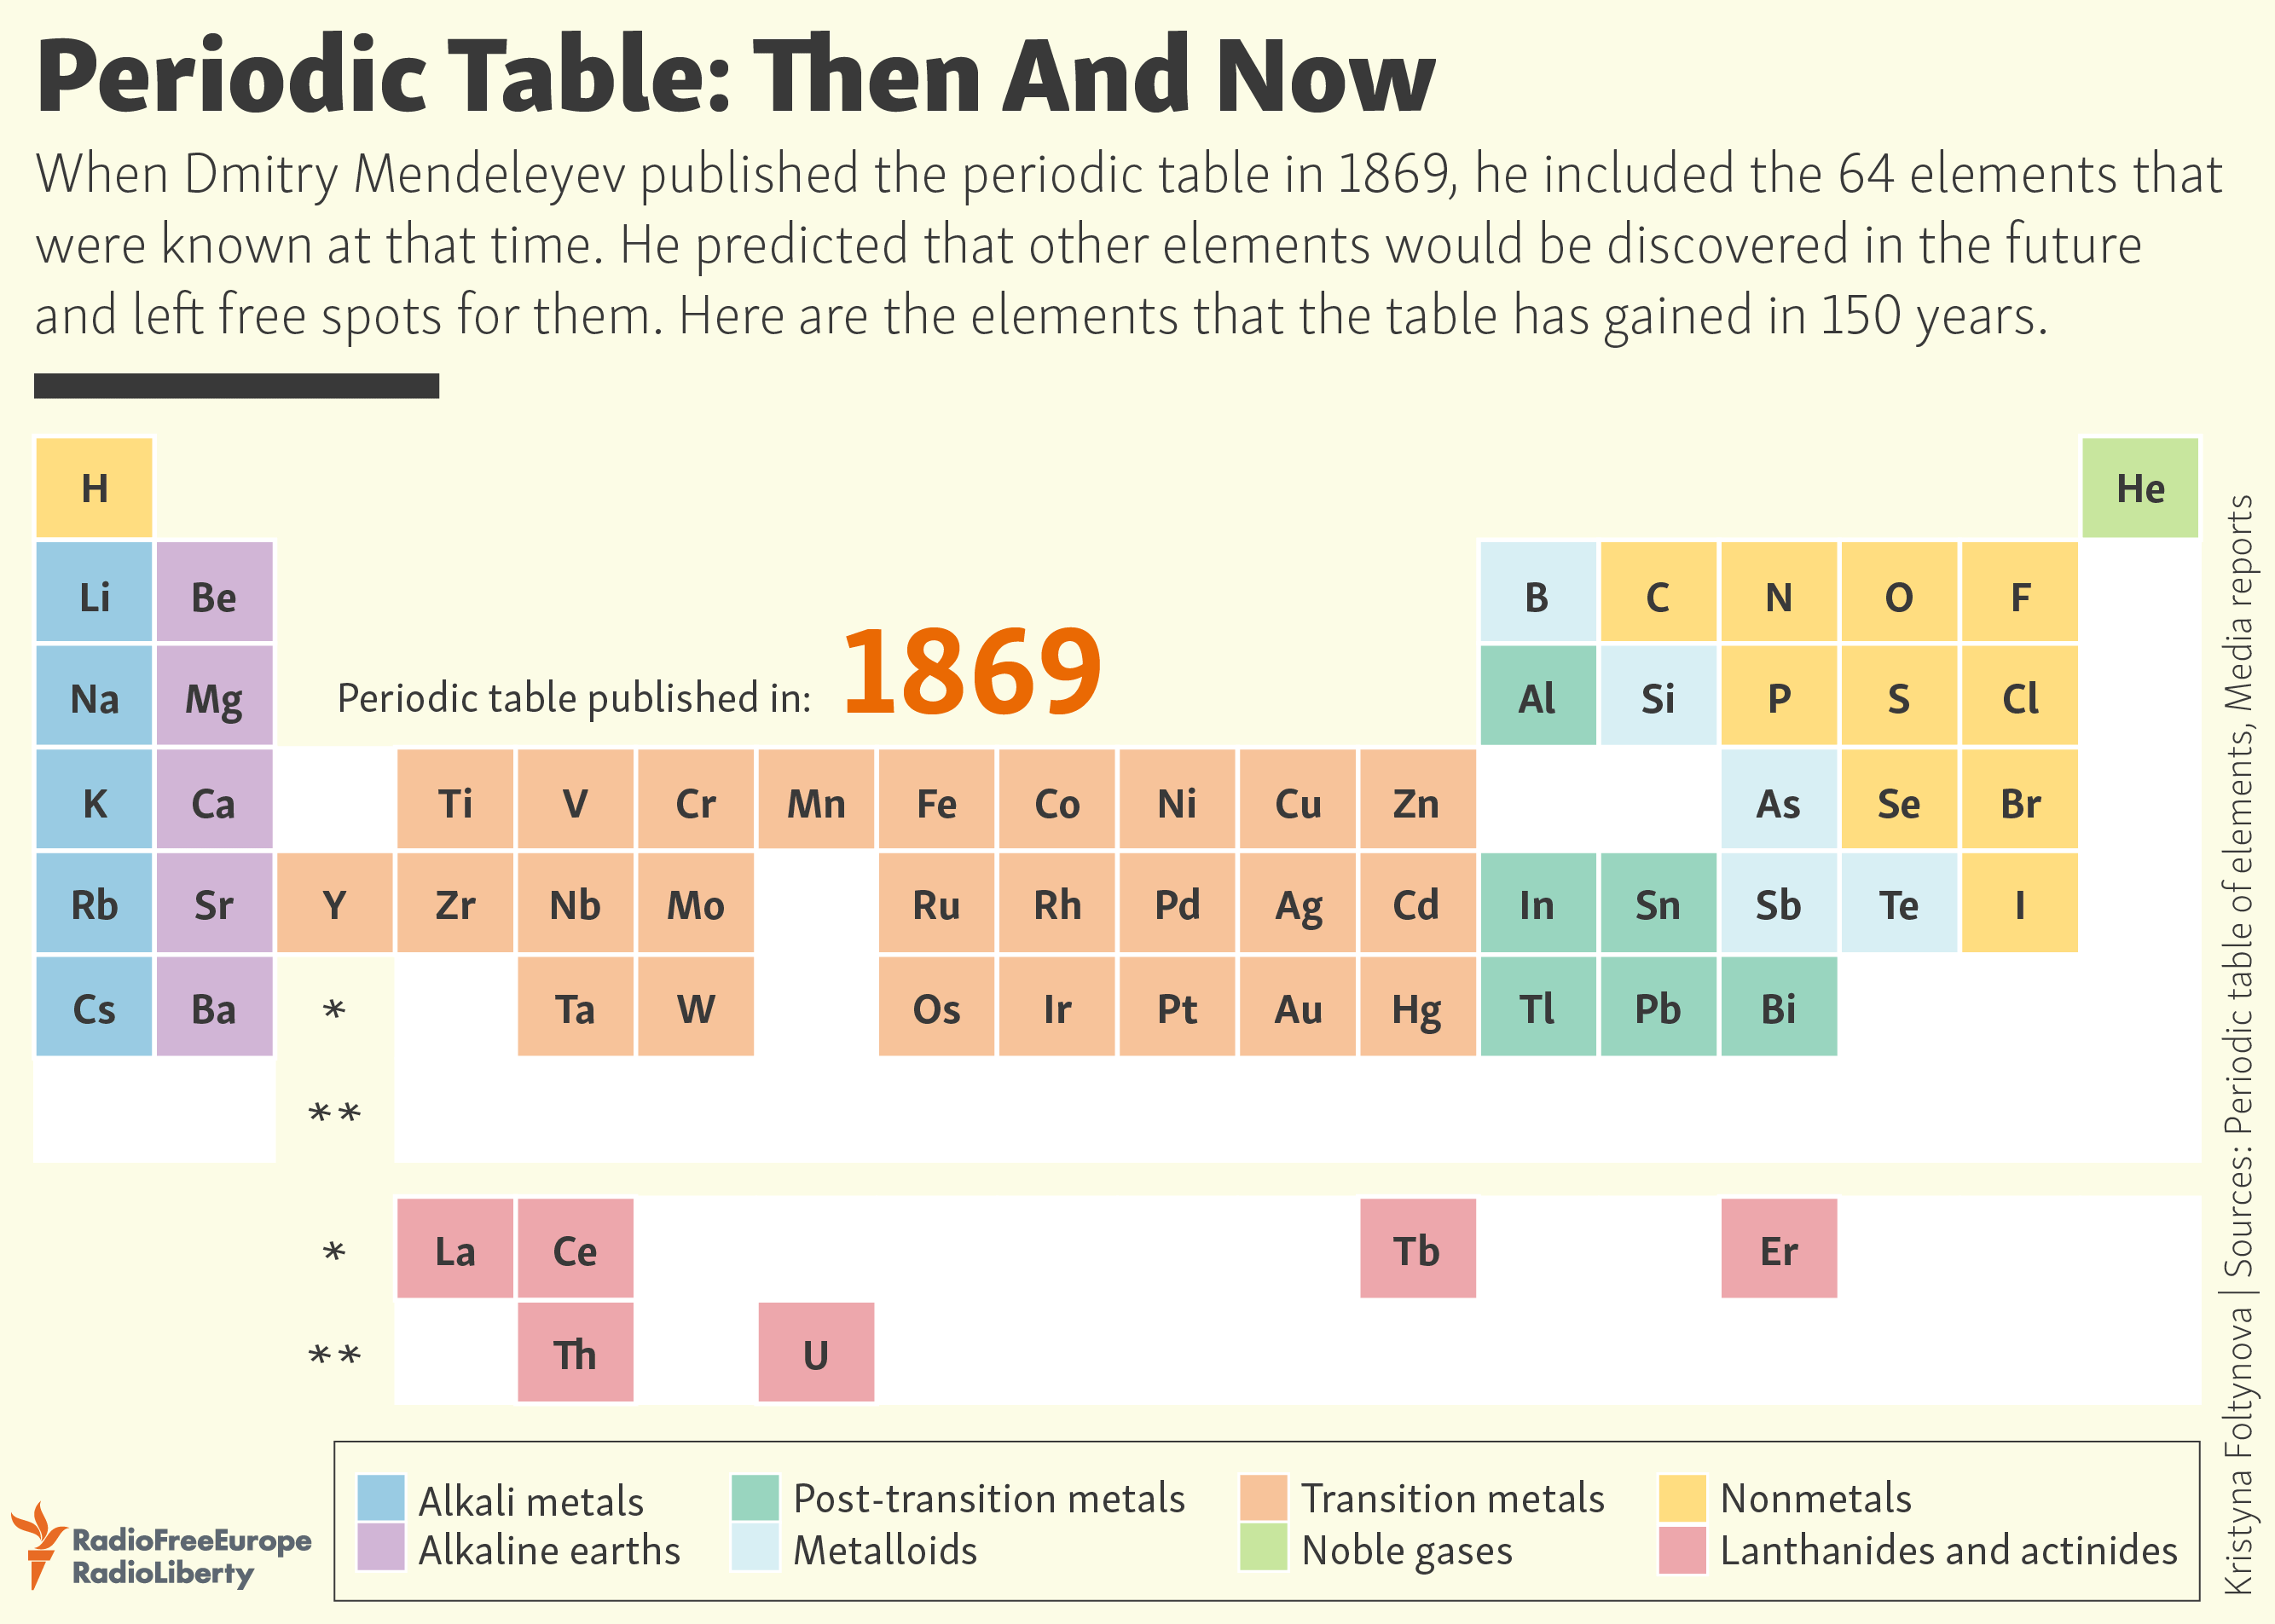 Periodic Table: Then And Now
When Dmitry Mendeleyev published the periodic table in 1869, he included the 64 elements that
were known at that time. He predicted that other elements would be discovered in the future
and left free spots for them. Here are the elements that the table has gained in 150 years.
H He
Li Be B C N O F
Periodic table published in: 1869
Na Mg Al Si P S Cl
K Ca Ti V Cr Mn Fe Co Ni Cu Zn As Se Br
Rb Sr Y Zr Nb Mo Ru Rh Pd Ag Cd In Sn Sb Te I
Cs Ba * Ta W Os Ir Pt Au Hg Tl Pb Bi
**
* La Ce Tb Er
** Th U
Alkali metals Post-transition metals Transition metals Nonmetals
Alkaline earths Metalloids Noble gases Lanthanides and actinides
RadioFreeEurope
RadioLiberty
Kristyna Foltynova | Sources: Periodic table of elements, Media reports